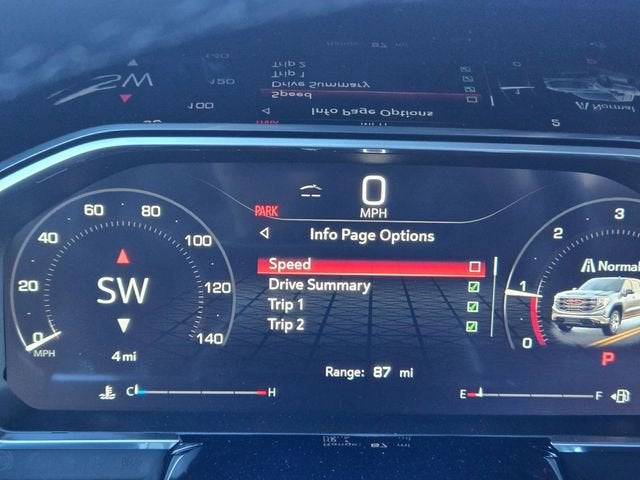 0
PARK
MPH
Info Page Options
Speed
Drive Summary
Trip 1
Trip 2
Range: 87 mi
0
20
40
60
80
100
120
140
MPH
SW
4 mi
C H
0
1
2
3
Normal
P
E F